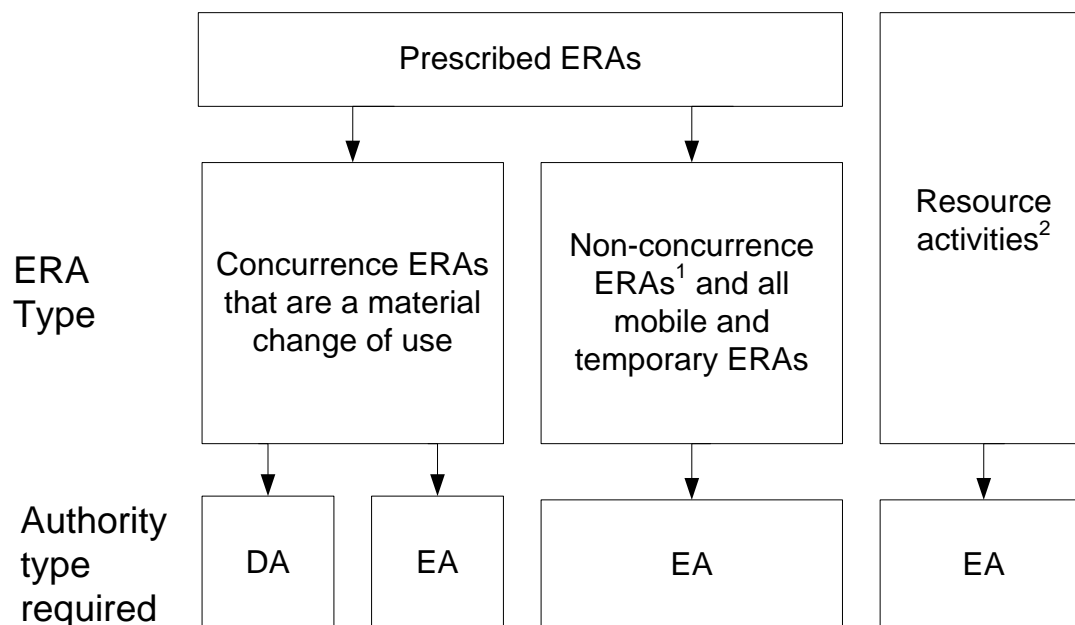 Prescribed ERAs
ERA
Type
Concurrence ERAs
that are a material
change of use
Non-concurrence
ERAs¹ and all
mobile and
temporary ERAs
Resource
activities²
Authority
type
required
DA
EA
EA
EA